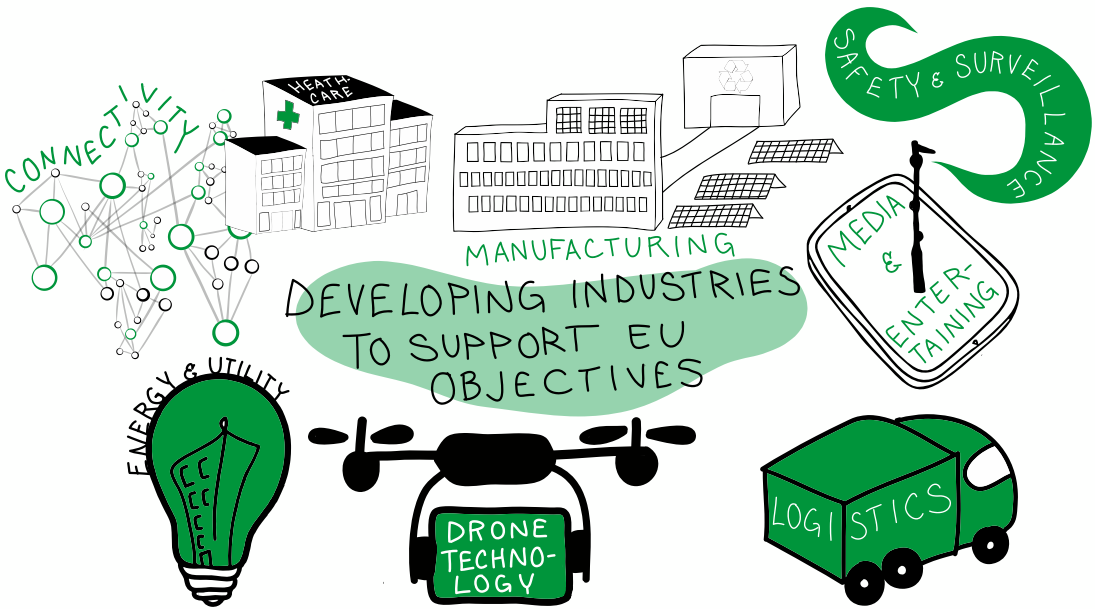 CONNECTIVITY
HEATH-
CARE
MANUFACTURING
SAFETY & SURVEILLANCE
MEDIA
&
ENTER-
TAINING
DEVELOPING INDUSTRIES
TO SUPPORT EU
OBJECTIVES
ENERGY & UTILITY
DRONE
TECHNO-
LOGY
LOGISTICS